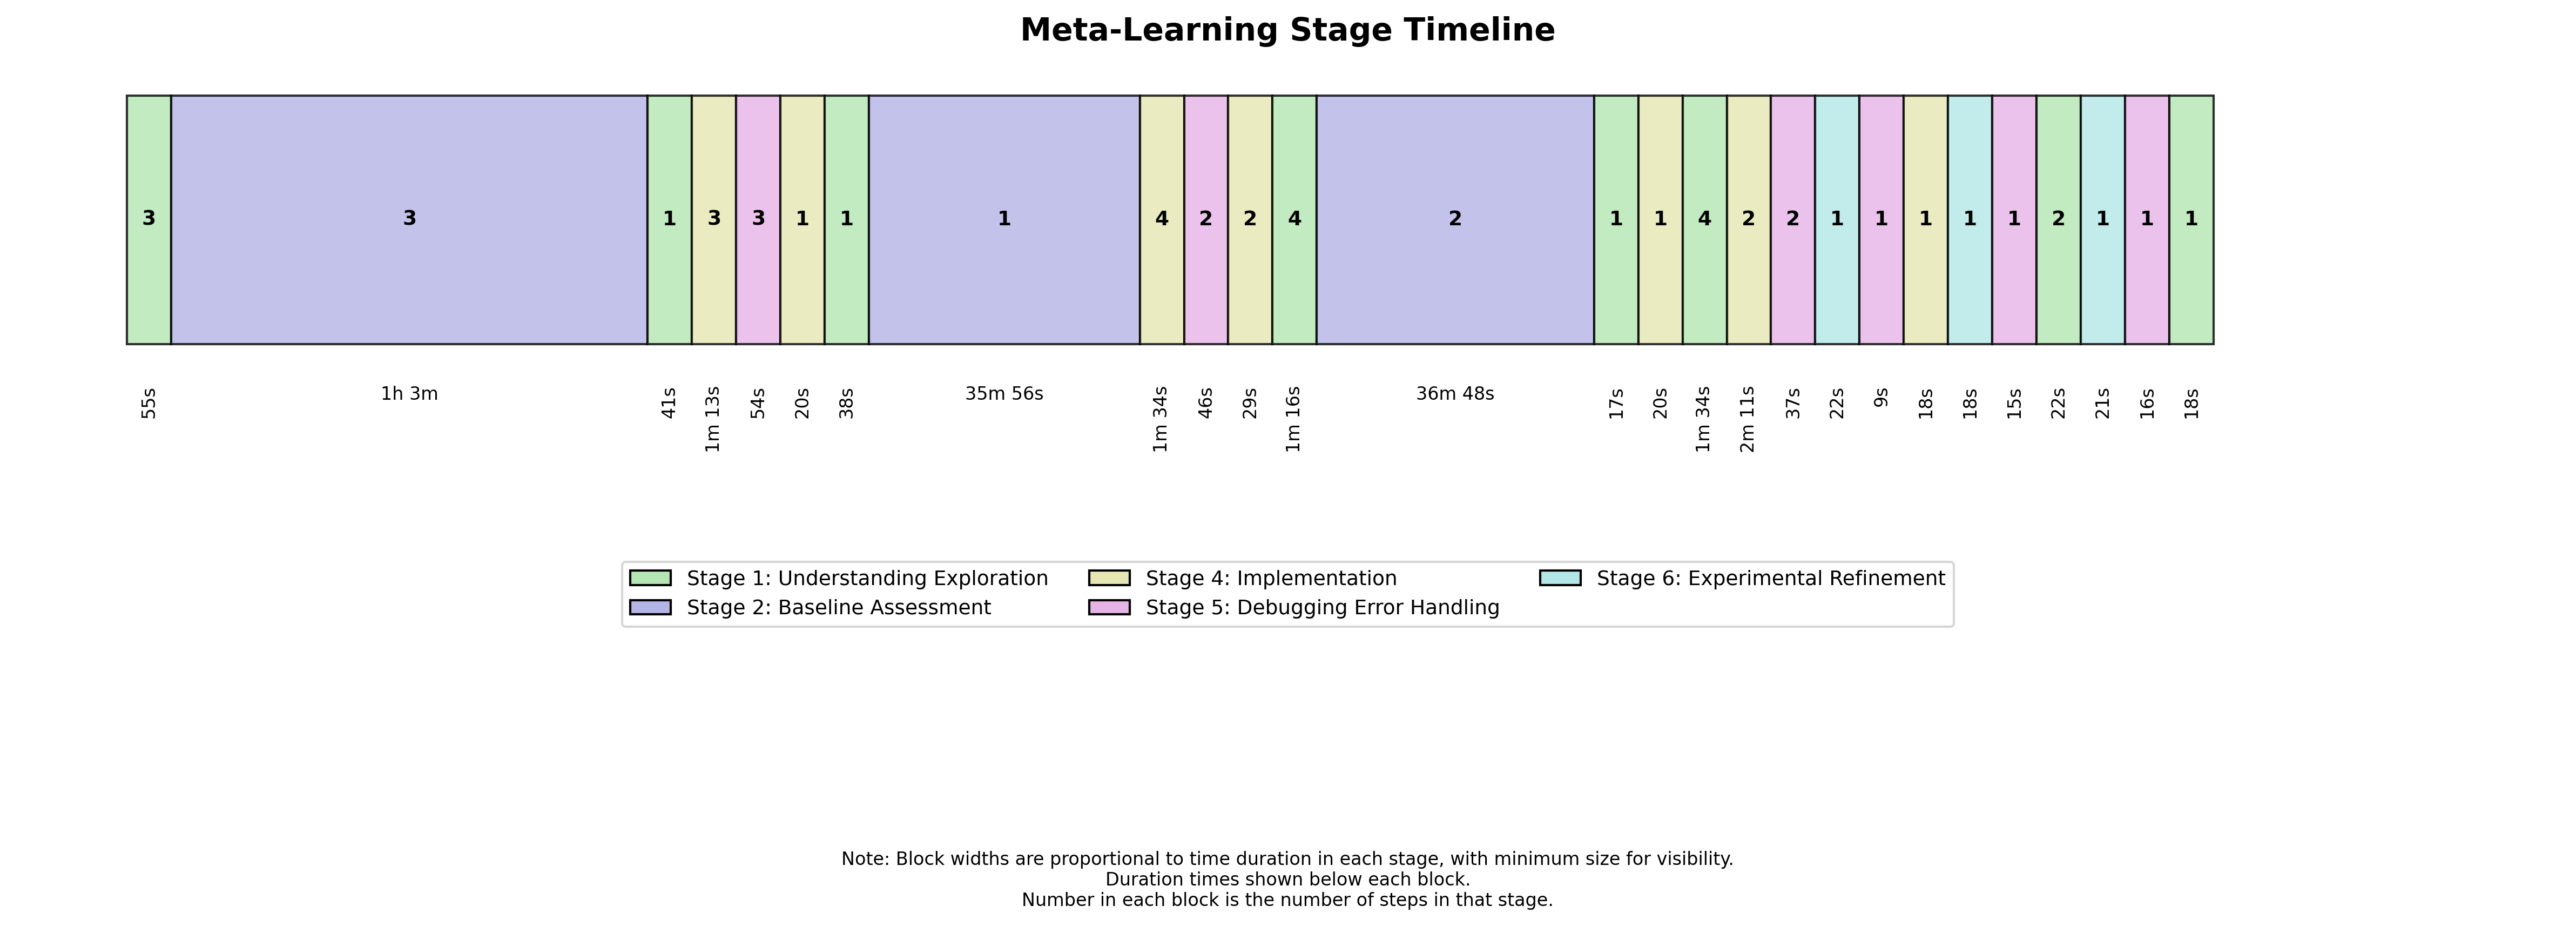 Meta-Learning Stage Timeline
3 3 1 3 3 1 1 1 4 2 2 4 2 1 1 4 2 2 1 1 1 1 1 2 1 1 1
55s 1h 3m 41s 1m 13s 54s 20s 38s 35m 56s 1m 34s 46s 29s 1m 16s 36m 48s 17s 20s 1m 34s 2m 11s 37s 22s 9s 18s 18s 15s 22s 21s 16s 18s
Stage 1: Understanding Exploration
Stage 2: Baseline Assessment
Stage 4: Implementation
Stage 5: Debugging Error Handling
Stage 6: Experimental Refinement
Note: Block widths are proportional to time duration in each stage, with minimum size for visibility.
Duration times shown below each block.
Number in each block is the number of steps in that stage.